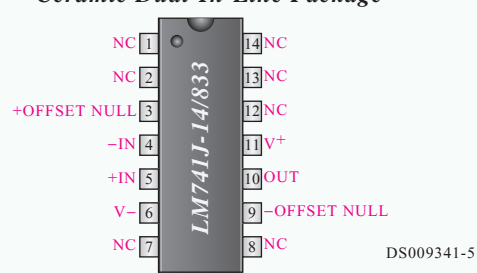 Ceramic Dual-In-Line Package
NC 1 14 NC
NC 2 13 NC
+OFFSET NULL 3 12 NC
−IN 4 11 V+
+IN 5 10 OUT
V− 6 9 −OFFSET NULL
NC 7 8 NC
LM741J-14/833
DS009341-5